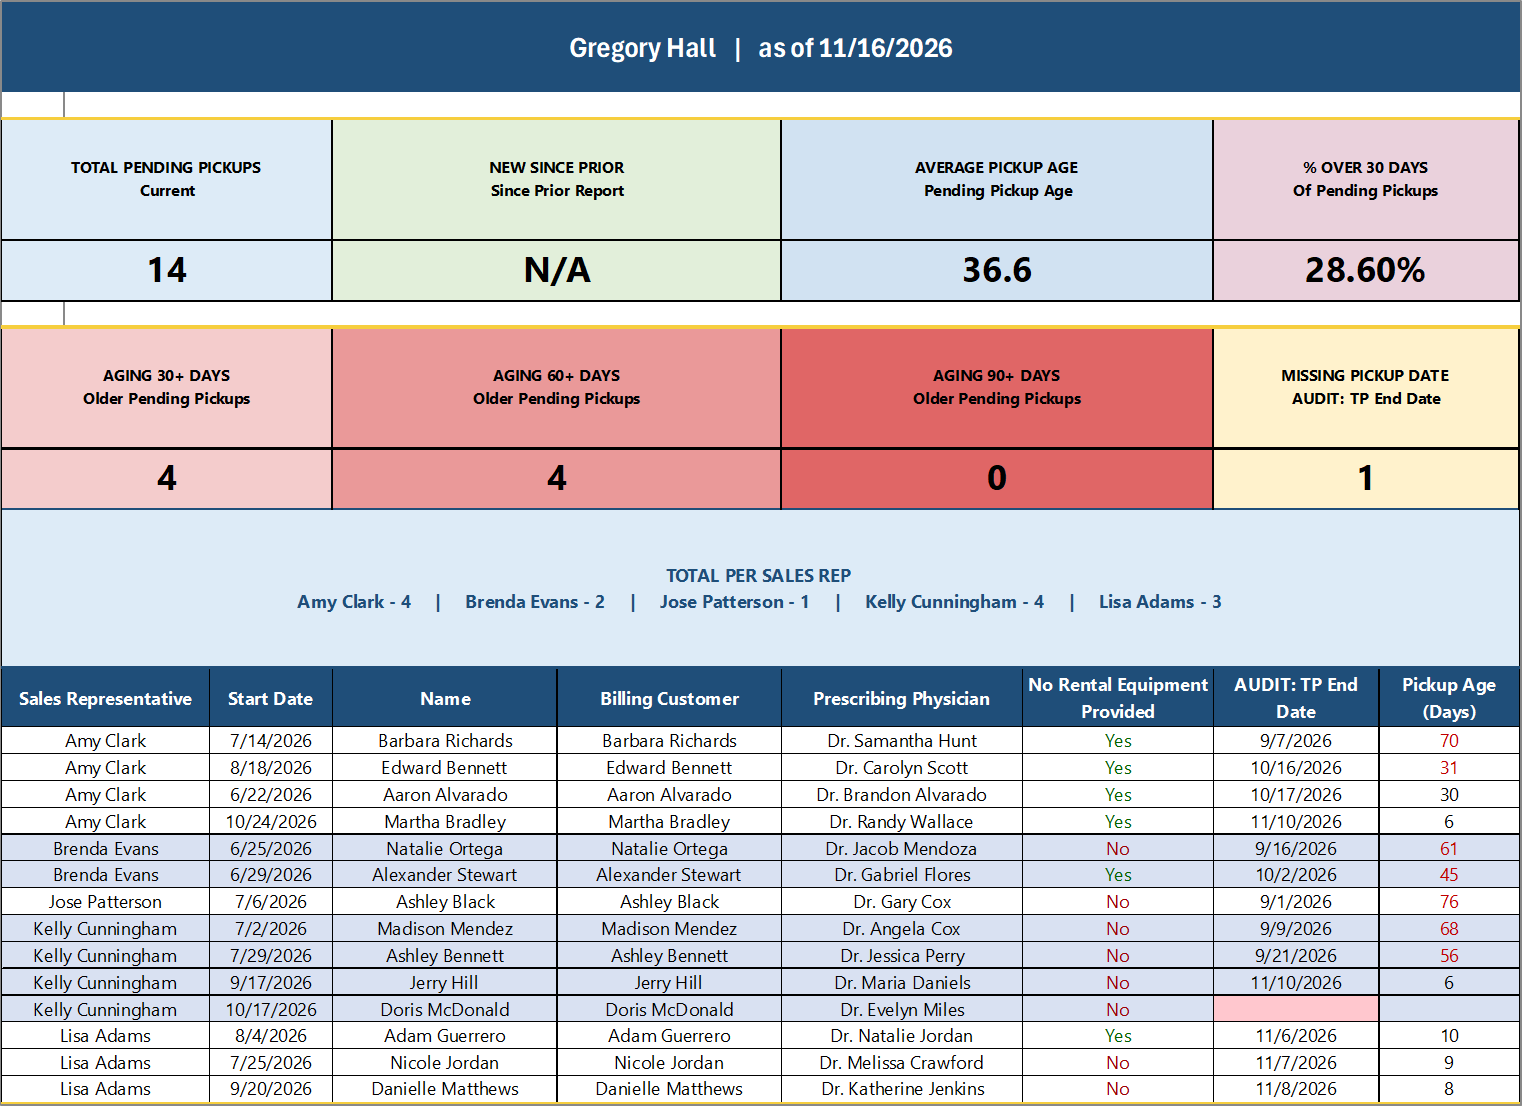 Gregory Hall | as of 11/16/2026
TOTAL PENDING PICKUPS
Current
NEW SINCE PRIOR
Since Prior Report
AVERAGE PICKUP AGE
Pending Pickup Age
% OVER 30 DAYS
Of Pending Pickups
14
N/A
36.6
28.60%
AGING 30+ DAYS
Older Pending Pickups
AGING 60+ DAYS
Older Pending Pickups
AGING 90+ DAYS
Older Pending Pickups
MISSING PICKUP DATE
AUDIT: TP End Date
4
4
0
1
TOTAL PER SALES REP
Amy Clark - 4 | Brenda Evans - 2 | Jose Patterson - 1 | Kelly Cunningham - 4 | Lisa Adams - 3
Sales Representative Start Date Name Billing Customer Prescribing Physician No Rental Equipment Provided AUDIT: TP End Date Pickup Age (Days)
Amy Clark 7/14/2026 Barbara Richards Barbara Richards Dr. Samantha Hunt Yes 9/7/2026 70
Amy Clark 8/18/2026 Edward Bennett Edward Bennett Dr. Carolyn Scott Yes 10/16/2026 31
Amy Clark 6/22/2026 Aaron Alvarado Aaron Alvarado Dr. Brandon Alvarado Yes 10/17/2026 30
Amy Clark 10/24/2026 Martha Bradley Martha Bradley Dr. Randy Wallace Yes 11/10/2026 6
Brenda Evans 6/25/2026 Natalie Ortega Natalie Ortega Dr. Jacob Mendoza No 9/16/2026 61
Brenda Evans 6/29/2026 Alexander Stewart Alexander Stewart Dr. Gabriel Flores Yes 10/2/2026 45
Jose Patterson 7/6/2026 Ashley Black Ashley Black Dr. Gary Cox No 9/1/2026 76
Kelly Cunningham 7/2/2026 Madison Mendez Madison Mendez Dr. Angela Cox No 9/9/2026 68
Kelly Cunningham 7/29/2026 Ashley Bennett Ashley Bennett Dr. Jessica Perry No 9/21/2026 56
Kelly Cunningham 9/17/2026 Jerry Hill Jerry Hill Dr. Maria Daniels No 11/10/2026 6
Kelly Cunningham 10/17/2026 Doris McDonald Doris McDonald Dr. Evelyn Miles No
Lisa Adams 8/4/2026 Adam Guerrero Adam Guerrero Dr. Natalie Jordan Yes 11/6/2026 10
Lisa Adams 7/25/2026 Nicole Jordan Nicole Jordan Dr. Melissa Crawford No 11/7/2026 9
Lisa Adams 9/20/2026 Danielle Matthews Danielle Matthews Dr. Katherine Jenkins No 11/8/2026 8